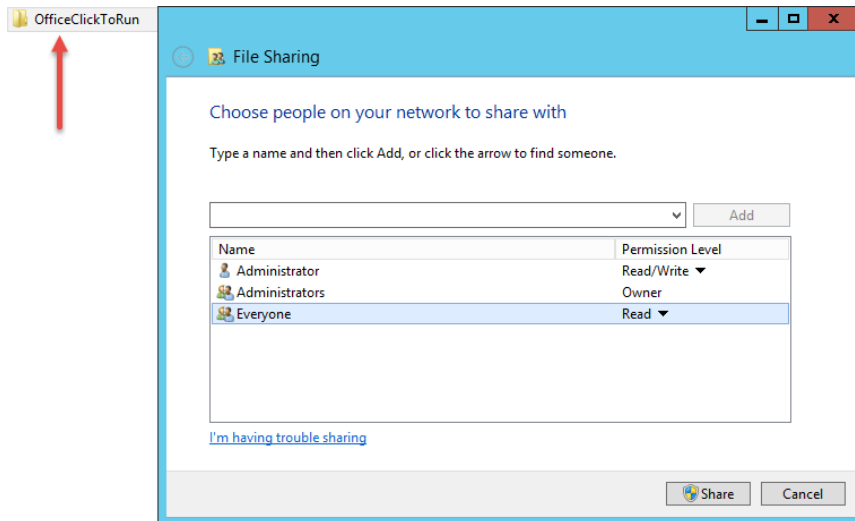 OfficeClickToRun
File Sharing
Choose people on your network to share with
Type a name and then click Add, or click the arrow to find someone.
Add
Name Permission Level
Administrator Read/Write
Administrators Owner
Everyone Read
I'm having trouble sharing
Share Cancel